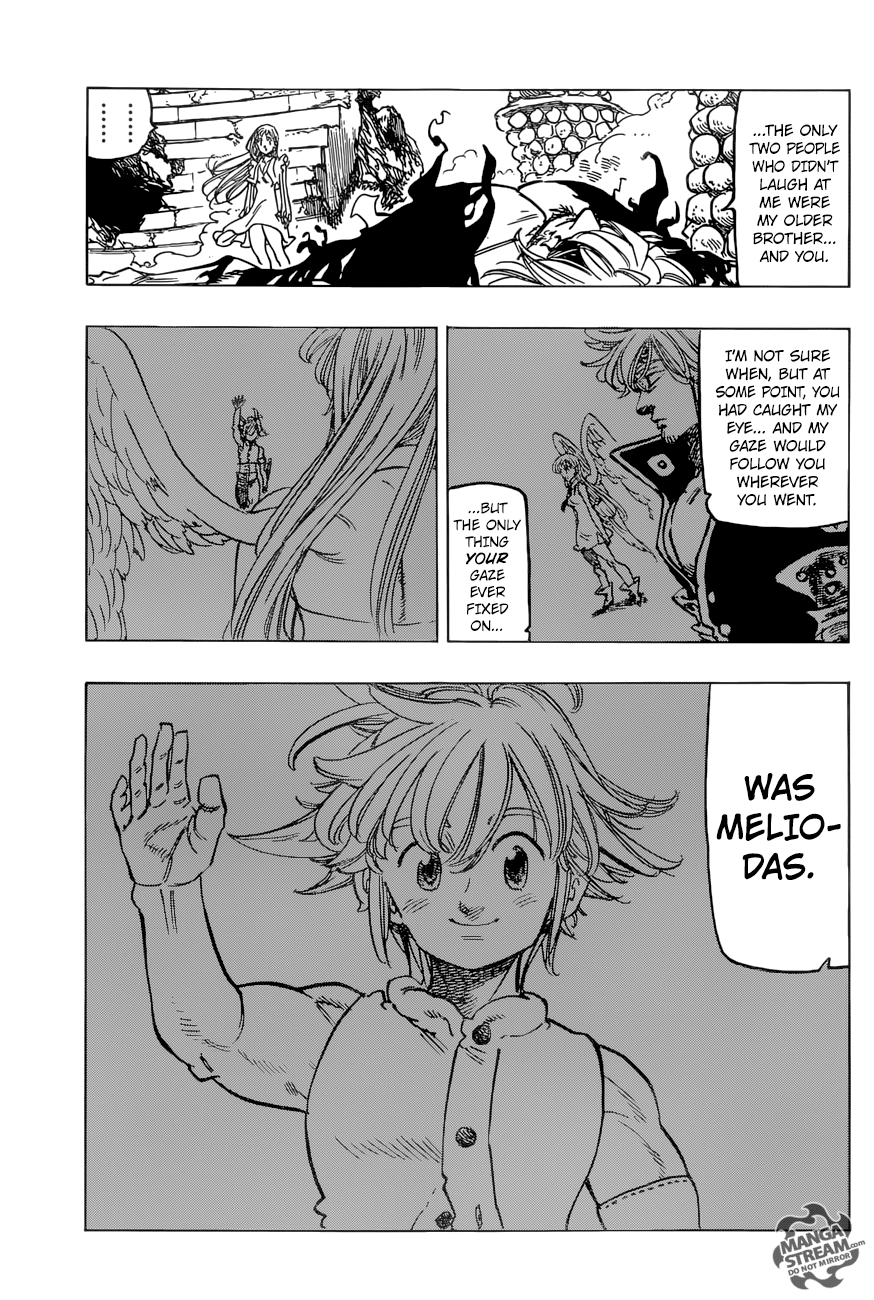 ...THE ONLY
TWO PEOPLE
WHO DIDN'T
LAUGH AT
ME WERE
MY OLDER
BROTHER...
AND YOU.
......
I'M NOT SURE
WHEN, BUT AT
SOME POINT, YOU
HAD CAUGHT MY
EYE... AND MY
GAZE WOULD
FOLLOW YOU
WHEREVER
YOU WENT.
...BUT
THE ONLY
THING
YOUR
GAZE
EVER
FIXED
ON...
WAS
MELIO-
DAS.
MANGA
STREAM.com
DO NOT MIRROR